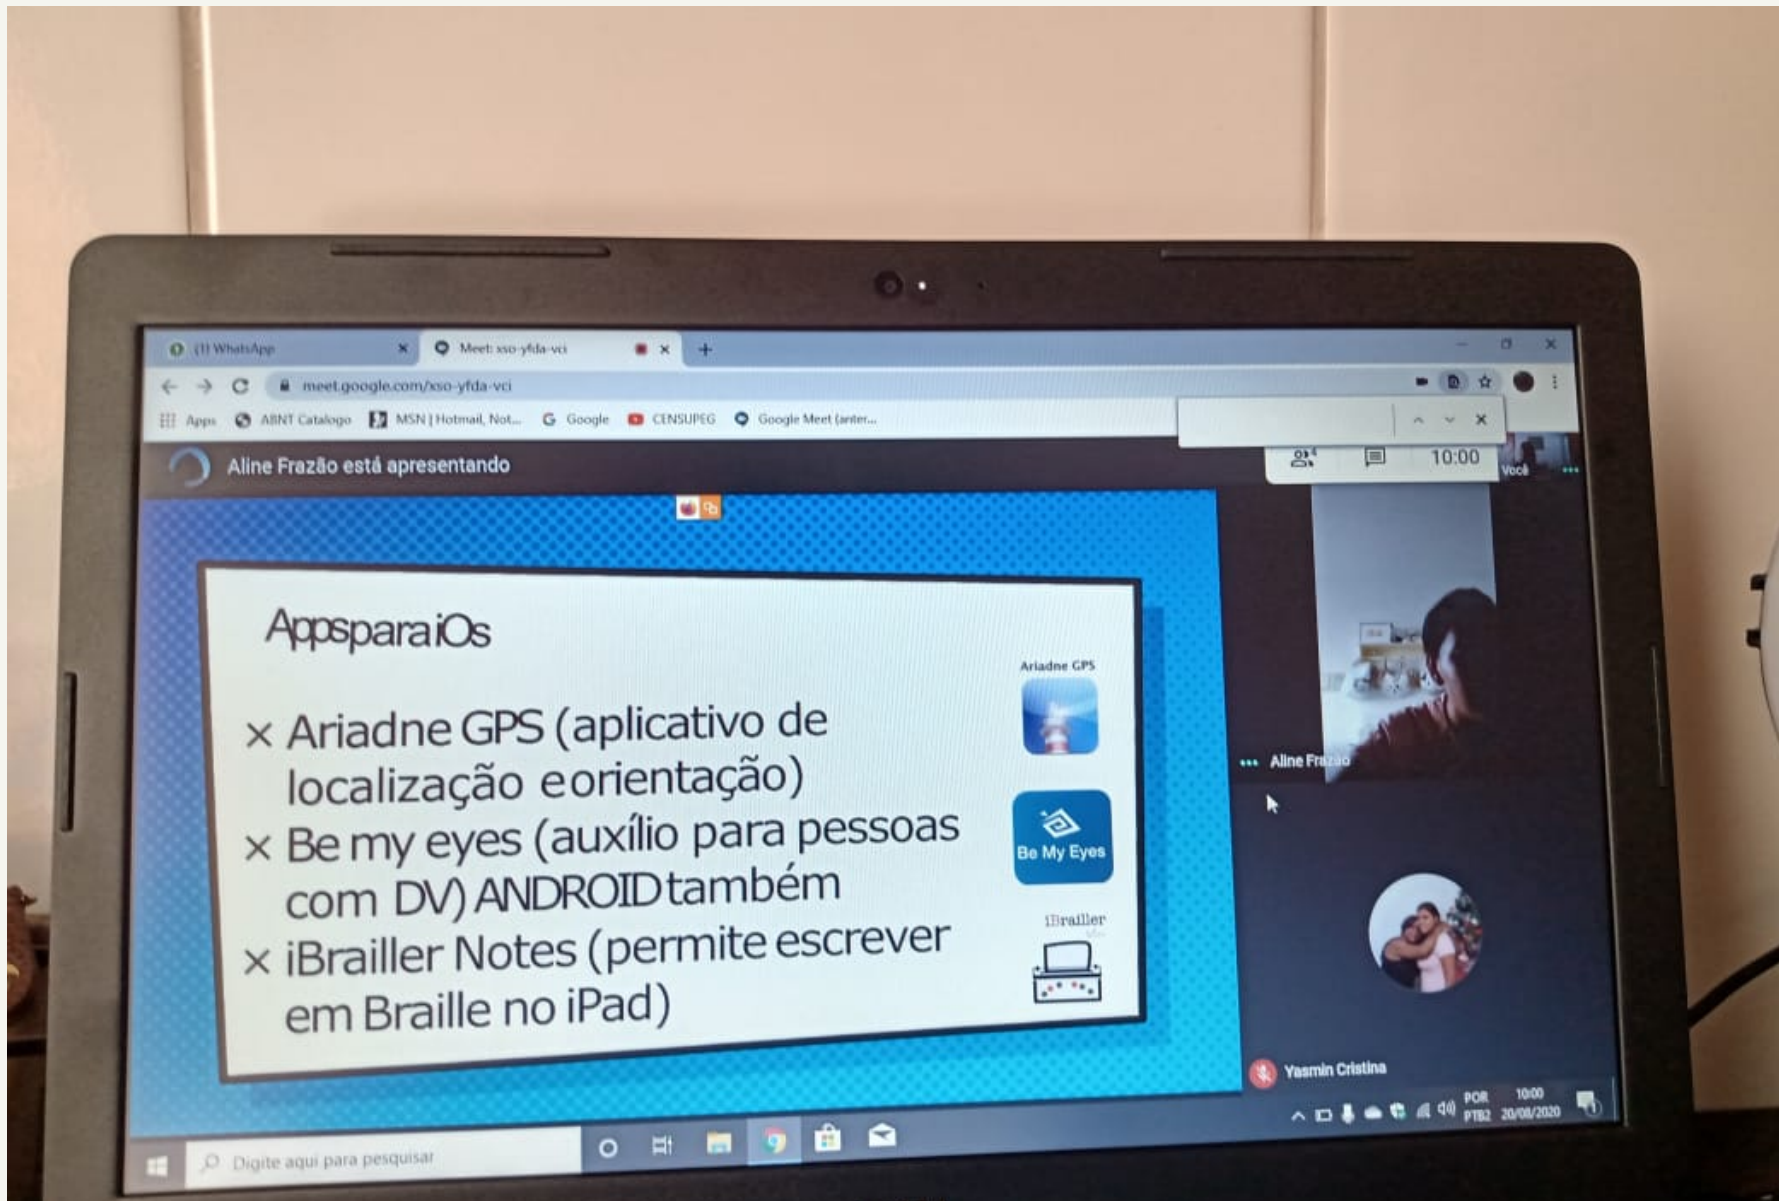 (1) WhatsApp
Meet: xso-yfda-vci
meet.google.com/xso-yfda-vci
Apps
ABNT Catalogo
MSN | Hotmail, Not...
Google
CENSUPEG
Google Meet (anter...
Aline Frazão está apresentando
4
10:00
Você
AppsparaiOs
Ariadne GPS
× Ariadne GPS (aplicativo de
localização eorientação)
× Be my eyes (auxílio para pessoas
com DV) ANDROIDtambém
Be My Eyes
× iBrailler Notes (permite escrever
em Braille no iPad)
iBrailler
Aline Frazão
Yasmin Cristina
Digite aqui para pesquisar
POR
PTB2
10:00
20/08/2020
1